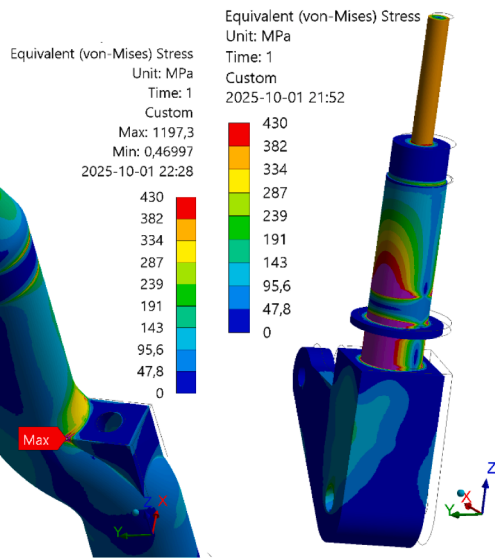 Equivalent (von-Mises) Stress
Unit: MPa
Time: 1
Custom
Max: 1197,3
Min: 0,46997
2025-10-01 22:28
430
382
334
287
239
191
143
95,6
47,8
0
Max
Z
X
Y
Equivalent (von-Mises) Stress
Unit: MPa
Time: 1
Custom
2025-10-01 21:52
430
382
334
287
239
191
143
95,6
47,8
0
Z
X
Y